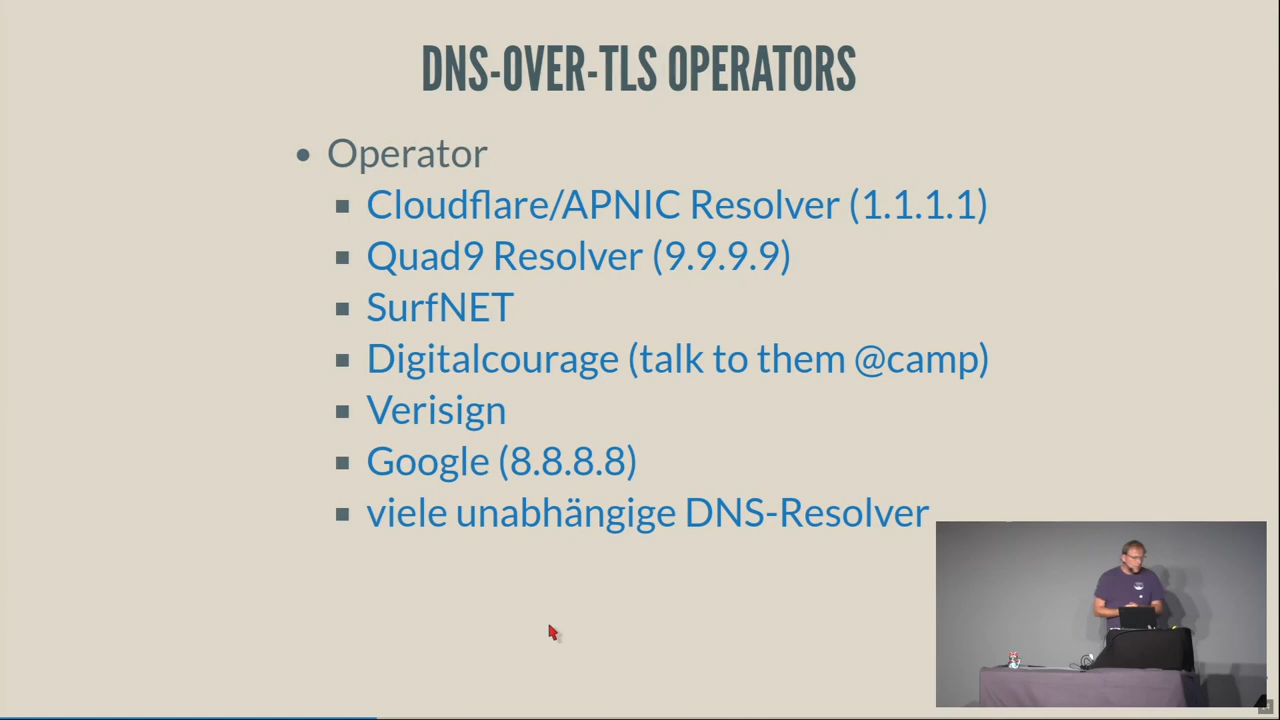 DNS-OVER-TLS OPERATORS
Operator
Cloudflare/APNIC Resolver (1.1.1.1)
Quad9 Resolver (9.9.9.9)
SurfNET
Digitalcourage (talk to them @camp)
Verisign
Google (8.8.8.8)
viele unabhängige DNS-Resolver